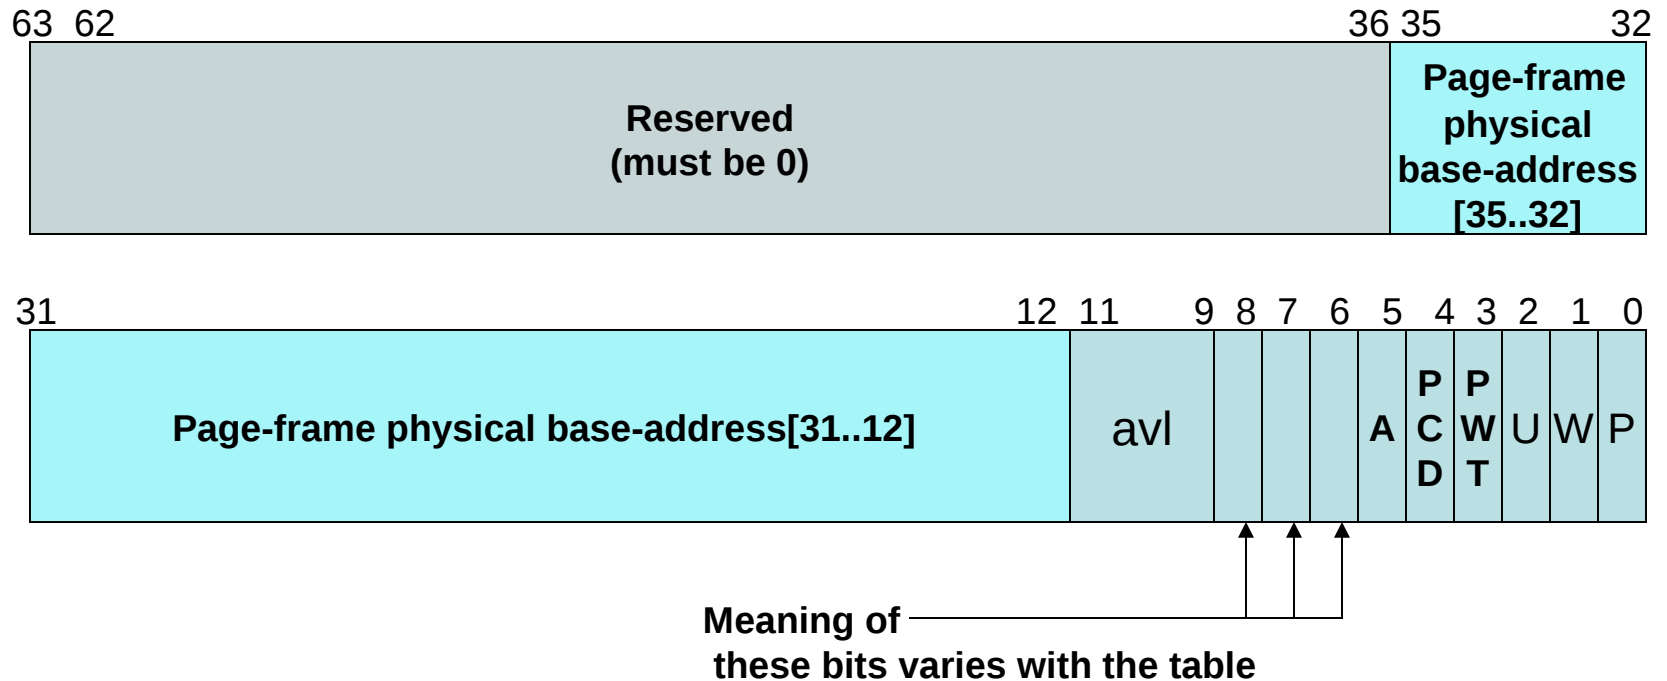 63 62 36 35 32
Reserved
(must be 0)
Page-frame
physical
base-address
[35..32]
31 12 11 9 8 7 6 5 4 3 2 1 0
Page-frame physical base-address[31..12]
avl
A
P
C
D
P
W
T
U
W
P
Meaning of
these bits varies with the table